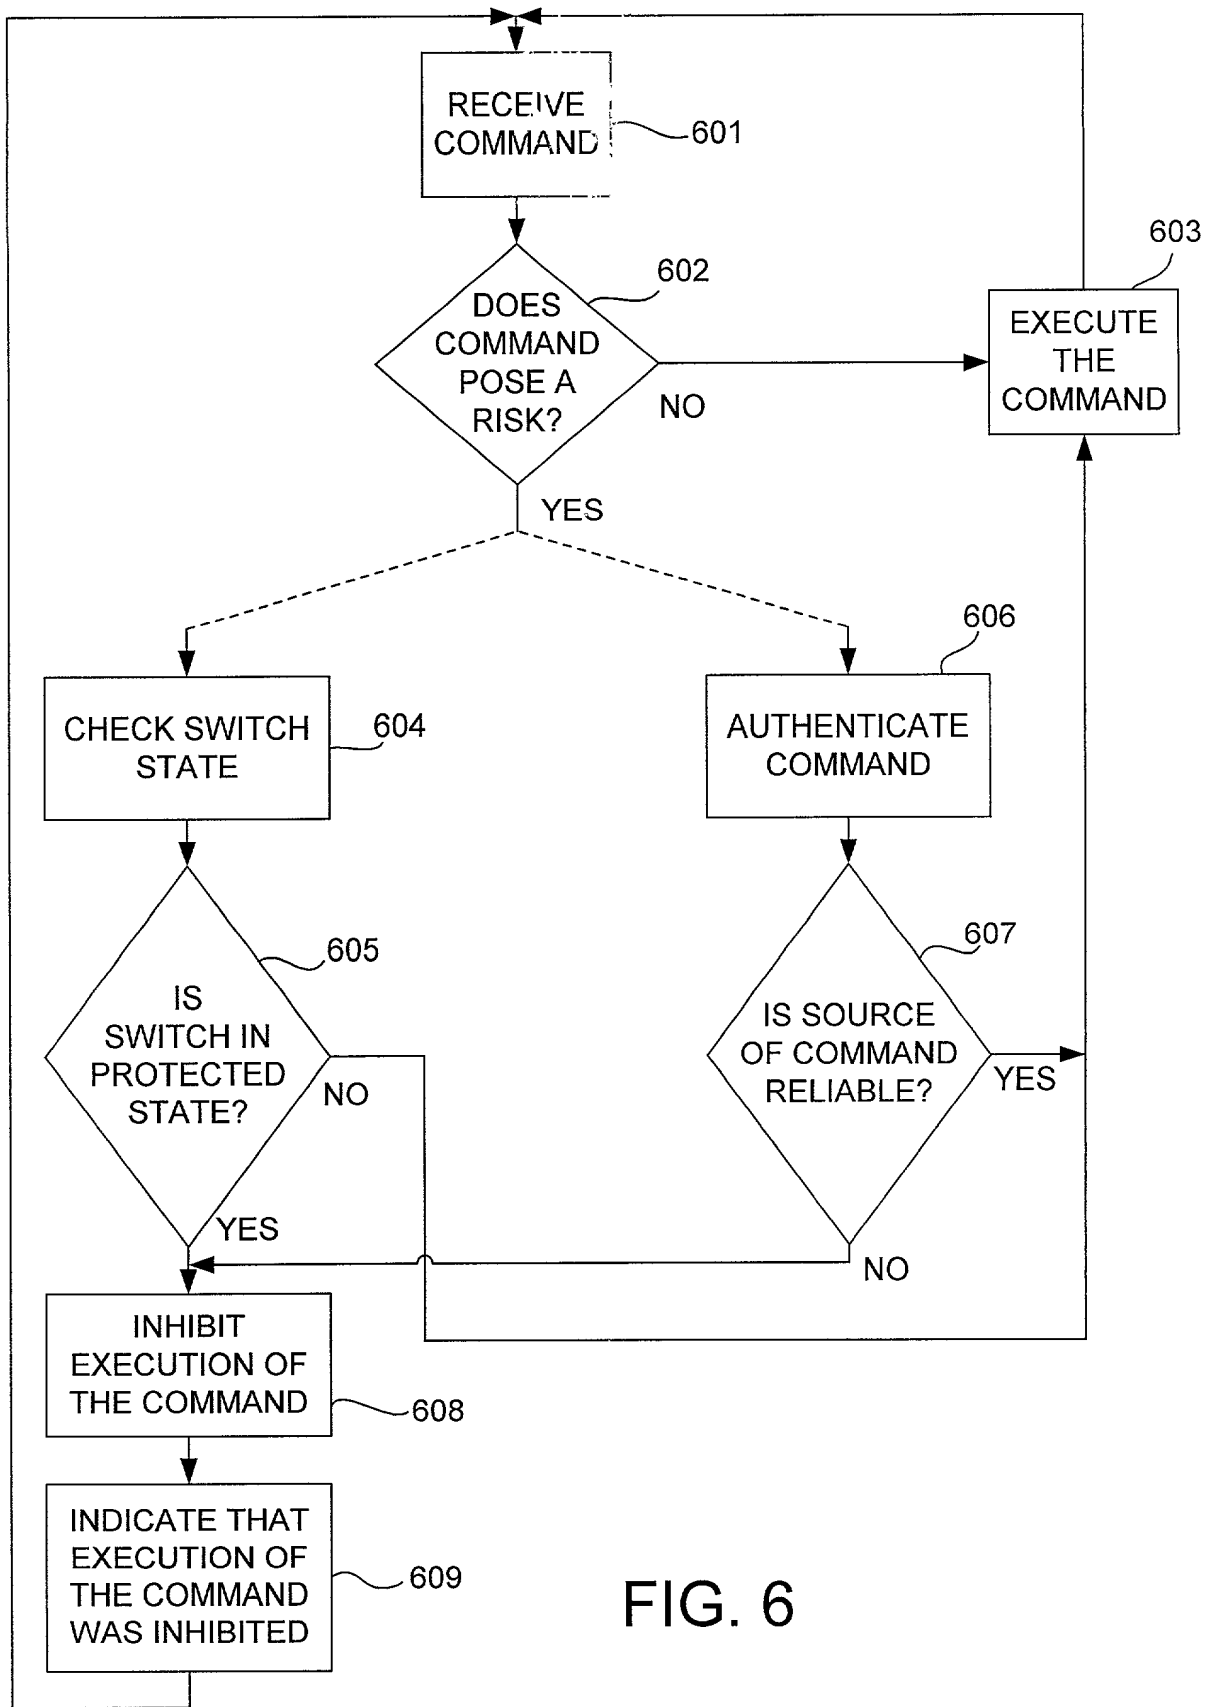 RECEIVE
COMMAND
601
602
603
DOES
COMMAND
POSE A
RISK?
NO
EXECUTE
THE
COMMAND
YES
606
CHECK SWITCH
STATE
604
AUTHENTICATE
COMMAND
605
607
IS
SWITCH IN
PROTECTED
STATE?
NO
IS SOURCE
OF COMMAND
RELIABLE?
YES
YES
NO
INHIBIT
EXECUTION OF
THE COMMAND
608
INDICATE THAT
EXECUTION OF
THE COMMAND
WAS INHIBITED
609
FIG. 6